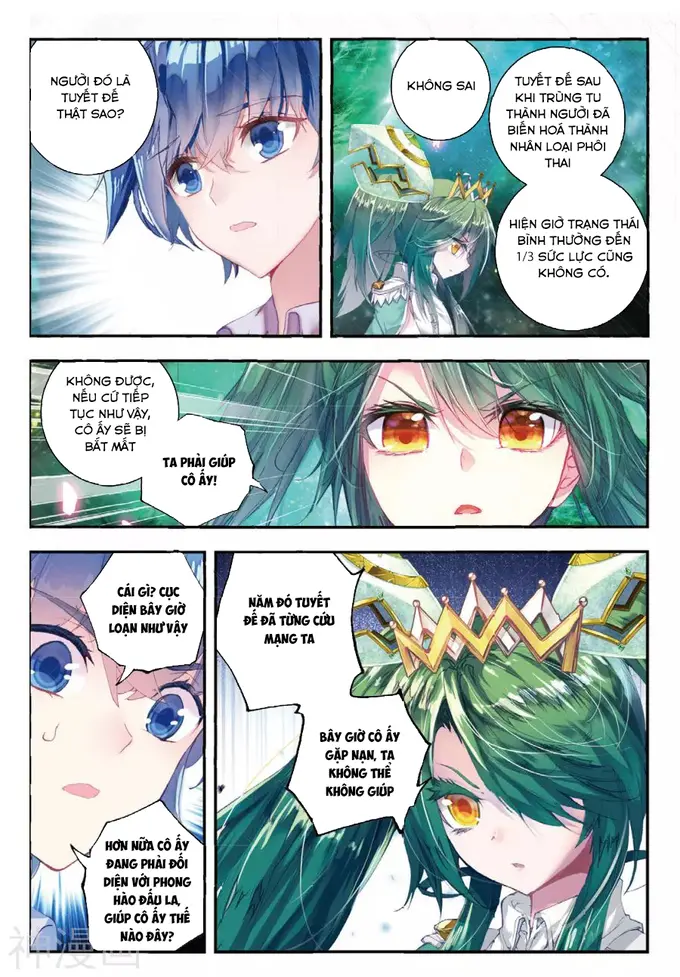 NGƯỜI ĐÓ LÀ
TUYẾT ĐẾ
THẬT SAO?
KHÔNG SAI
TUYẾT ĐẾ SAU
KHI TRÙNG TU
THÀNH NGƯỜI ĐÃ
BIẾN HOÁ THÀNH
NHÂN LOẠI PHÔI
THAI
HIỆN GIỜ TRẠNG THÁI
BÌNH THƯỜNG ĐẾN
1/3 SỨC LỰC CŨNG
KHÔNG CÓ.
KHÔNG ĐƯỢC,
NẾU CỨ TIẾP
TỤC NHƯ VẬY,
CÔ ẤY SẼ BỊ
BẮT MẤT
TA PHẢI GIÚP
CÔ ẤY!
CÁI GÌ? CỤC
DIỆN BÂY GIỜ
LOẠN NHƯ VẬY
HƠN NỮA CÔ ẤY
ĐANG PHẢI ĐỐI
DIỆN VỚI PHONG
HÀO ĐẤU LA,
GIÚP CÔ ẤY THẾ
NÀO ĐÂY?
NĂM ĐÓ TUYẾT
ĐẾ ĐÃ TỪNG CỨU
MẠNG TA
BÂY GIỜ CÔ ẤY
GẶP NẠN, TA
KHÔNG THỂ
KHÔNG GIÚP
神漫画